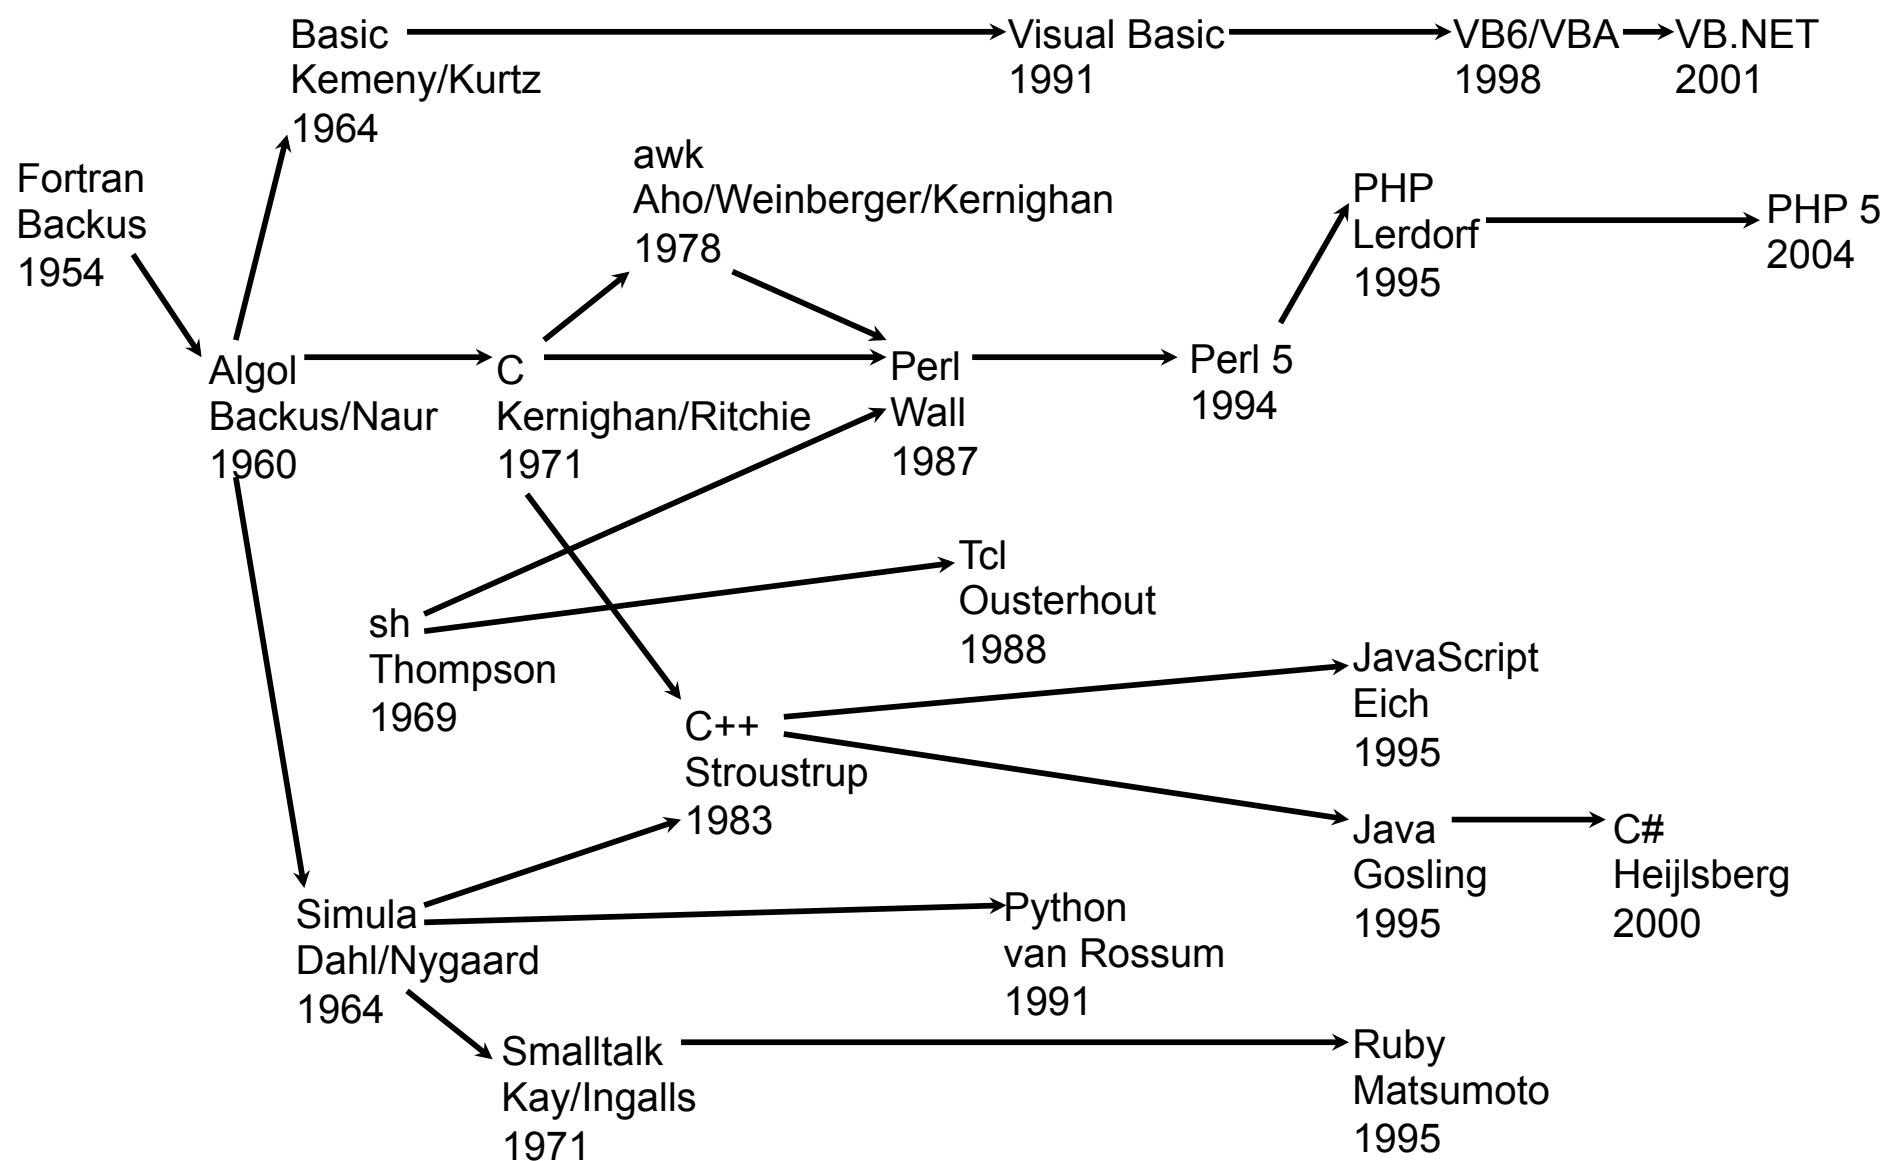 Basic
Kemeny/Kurtz
1964
Visual Basic
1991
VB6/VBA
1998
VB.NET
2001
Fortran
Backus
1954
awk
Aho/Weinberger/Kernighan
1978
PHP
Lerdorf
1995
PHP 5
2004
Algol
Backus/Naur
1960
C
Kernighan/Ritchie
1971
Perl
Wall
1987
Perl 5
1994
sh
Thompson
1969
Tcl
Ousterhout
1988
C++
Stroustrup
1983
JavaScript
Eich
1995
Java
Gosling
1995
C#
Heijlsberg
2000
Simula
Dahl/Nygaard
1964
Python
van Rossum
1991
Smalltalk
Kay/Ingalls
1971
Ruby
Matsumoto
1995